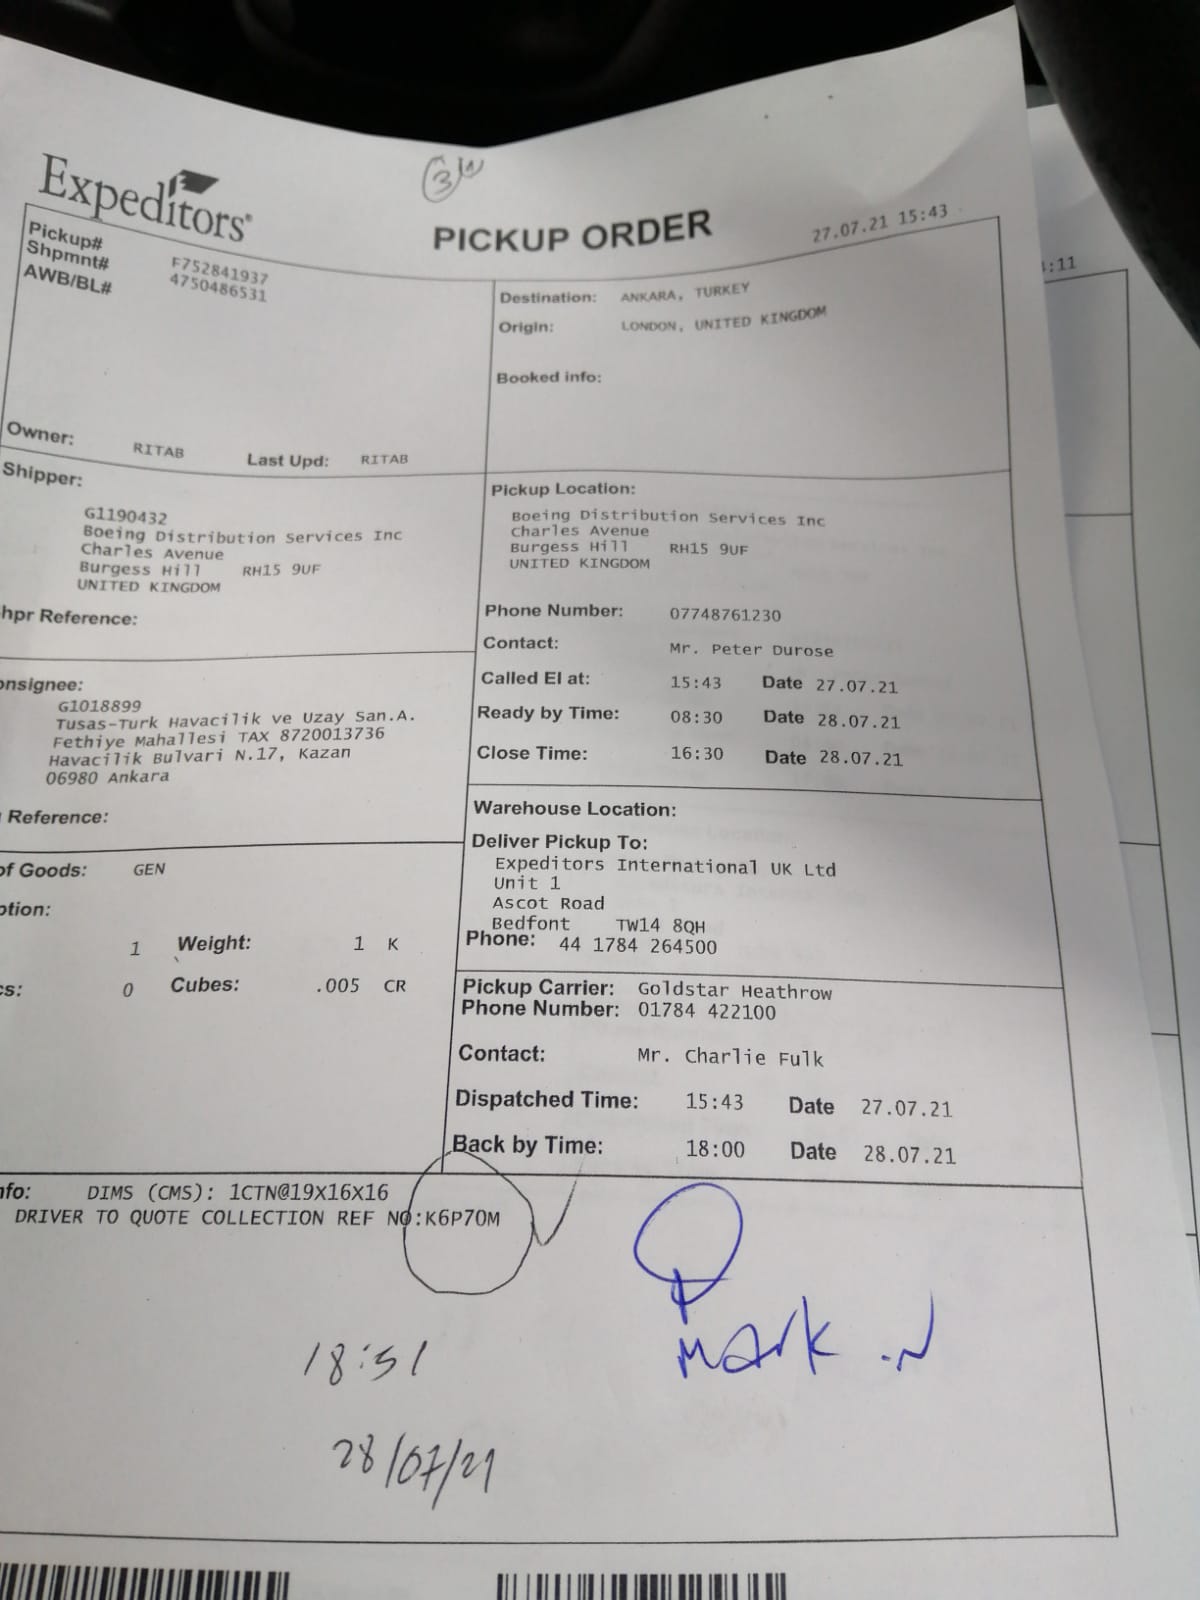 Expeditors®
PICKUP ORDER
27.07.21 15:43
:11
Pickup# F752841937
Shpmnt# 4750486531
AWB/BL#
Owner: RITAB Last Upd: RITAB
Destination: ANKARA, TURKEY
Origin: LONDON, UNITED KINGDOM
Booked info:
Shipper:
G1190432
Boeing Distribution Services Inc
Charles Avenue
Burgess Hill RH15 9UF
UNITED KINGDOM
hpr Reference:
Pickup Location:
Boeing Distribution Services Inc
Charles Avenue
Burgess Hill RH15 9UF
UNITED KINGDOM
Phone Number: 07748761230
Contact: Mr. Peter Durose
Called EI at: 15:43 Date 27.07.21
Ready by Time: 08:30 Date 28.07.21
Close Time: 16:30 Date 28.07.21
onsignee:
G1018899
Tusas-Turk Havacilik ve Uzay San.A.
Fethiye Mahallesi TAX 8720013736
Havacilik Bulvari N.17, Kazan
06980 Ankara
Reference:
of Goods: GEN
otion:
1 Weight: 1 K
cs: 0 Cubes: .005 CR
Warehouse Location:
Deliver Pickup To:
Expeditors International UK Ltd
Unit 1
Ascot Road
Bedfont TW14 8QH
Phone: 44 1784 264500
Pickup Carrier: Goldstar Heathrow
Phone Number: 01784 422100
Contact: Mr. Charlie Fulk
Dispatched Time: 15:43 Date 27.07.21
Back by Time: 18:00 Date 28.07.21
nfo: DIMS (CMS): 1CTN@19X16X16
DRIVER TO QUOTE COLLECTION REF NO:K6P70M
Mark .N
18:51
28/07/21